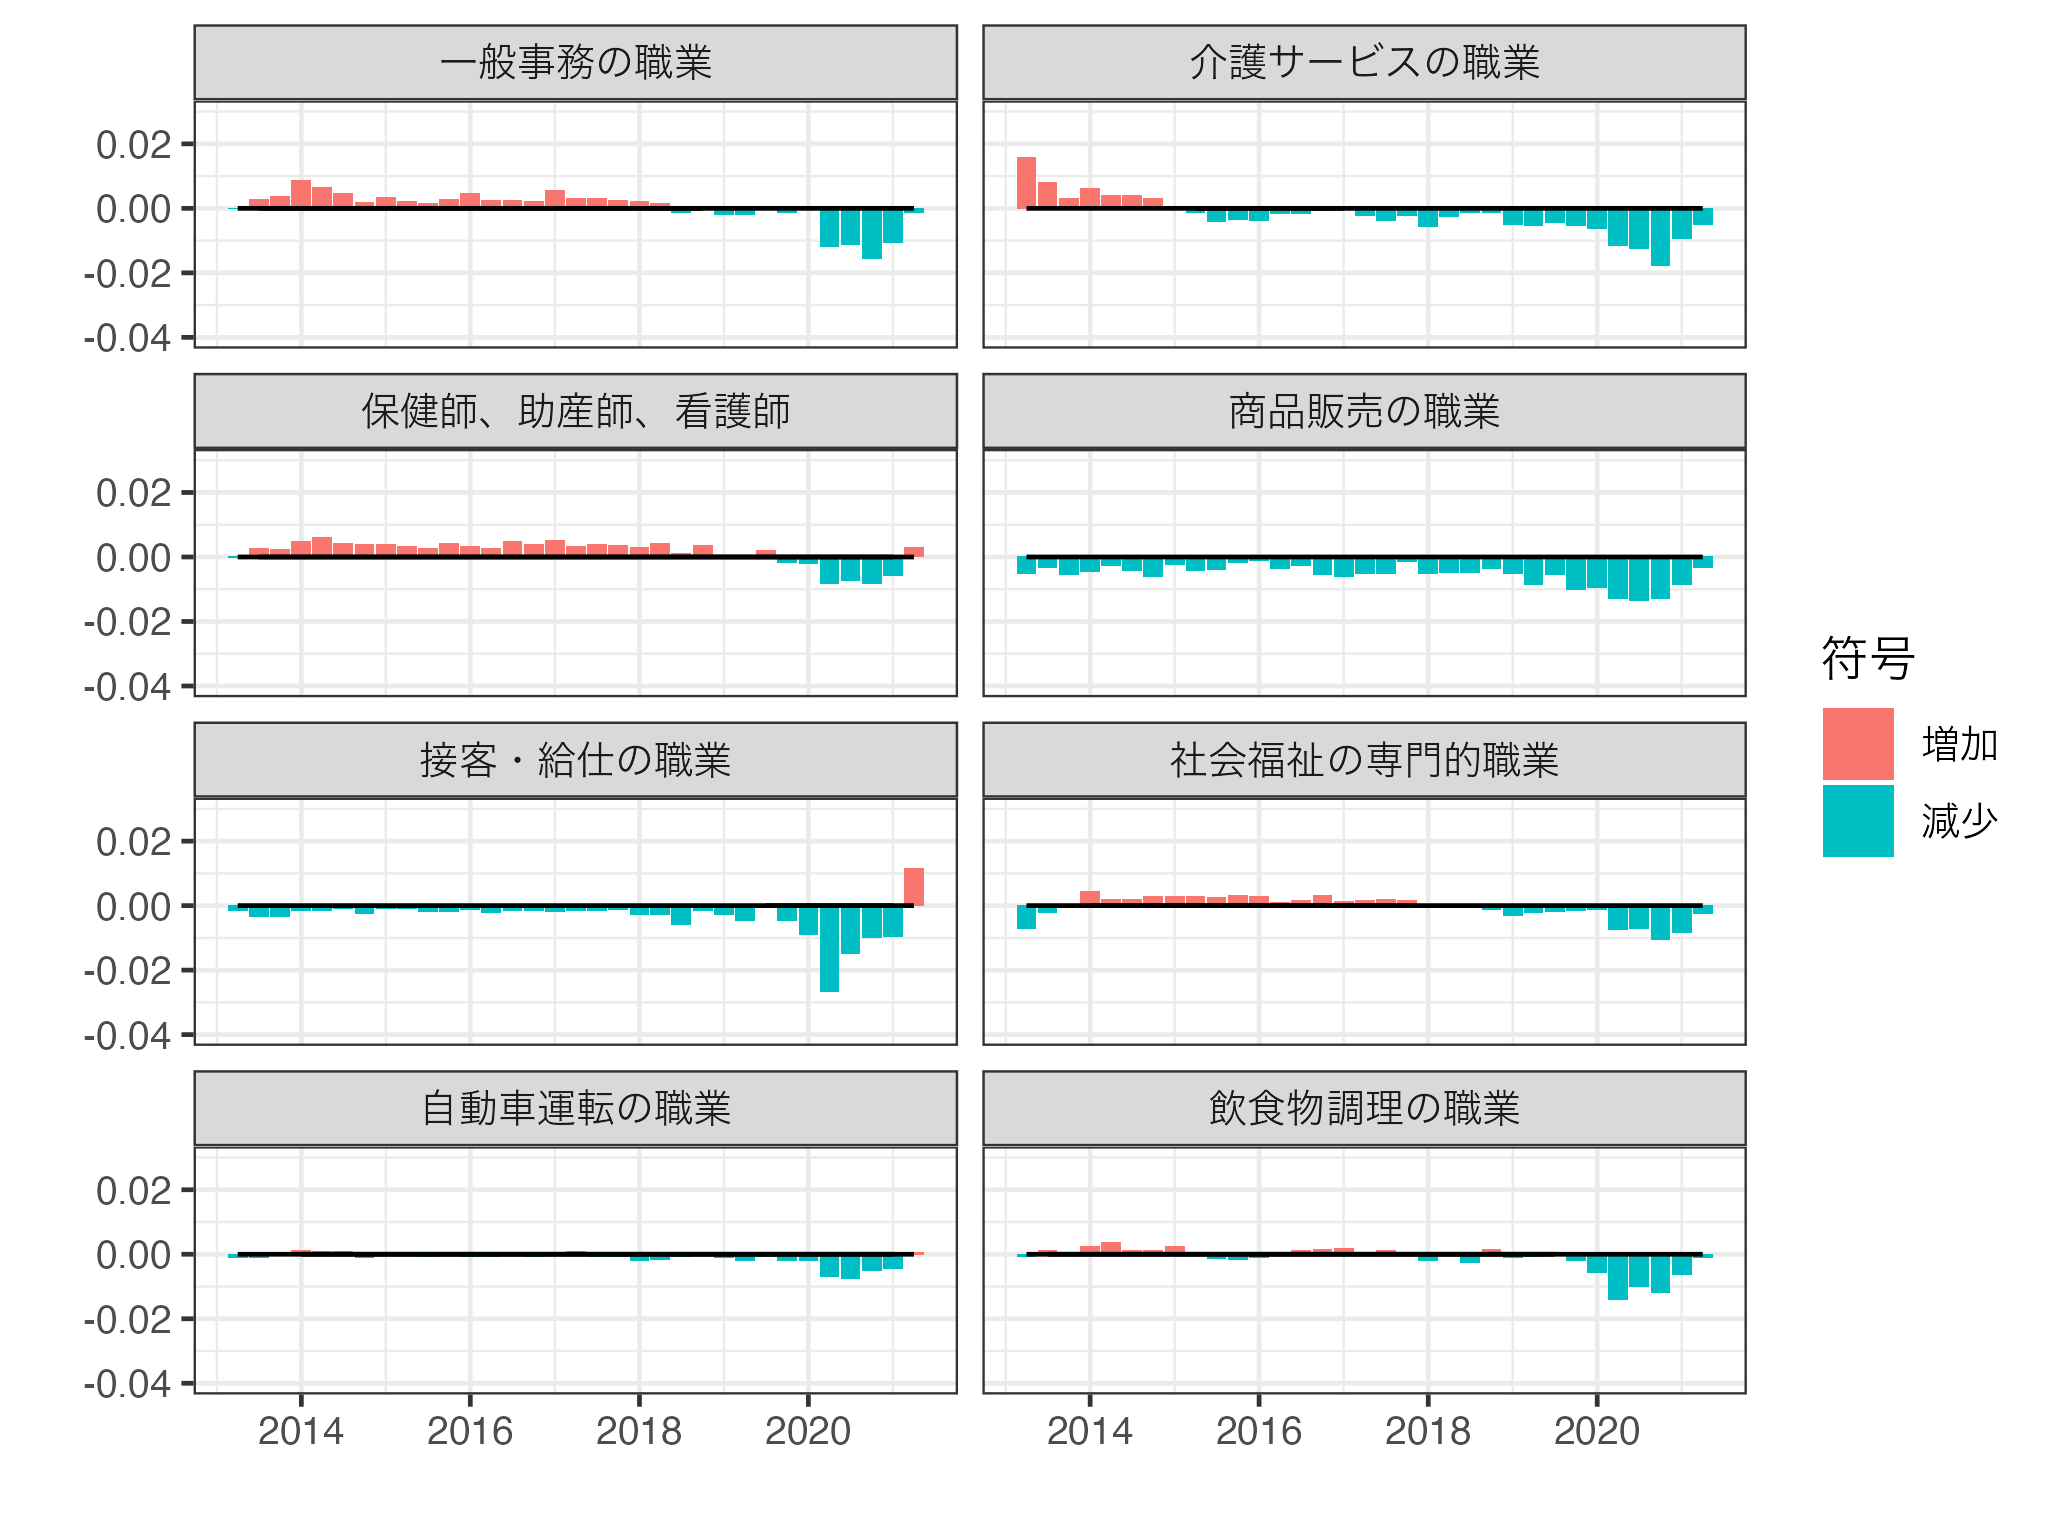 一般事務の職業
介護サービスの職業
0.02
0.00
-0.02
-0.04
保健師、助産師、看護師
商品販売の職業
0.02
0.00
-0.02
-0.04
接客・給仕の職業
社会福祉の専門的職業
0.02
0.00
-0.02
-0.04
自動車運転の職業
飲食物調理の職業
0.02
0.00
-0.02
-0.04
2014 2016 2018 2020
2014 2016 2018 2020
符号
増加
減少